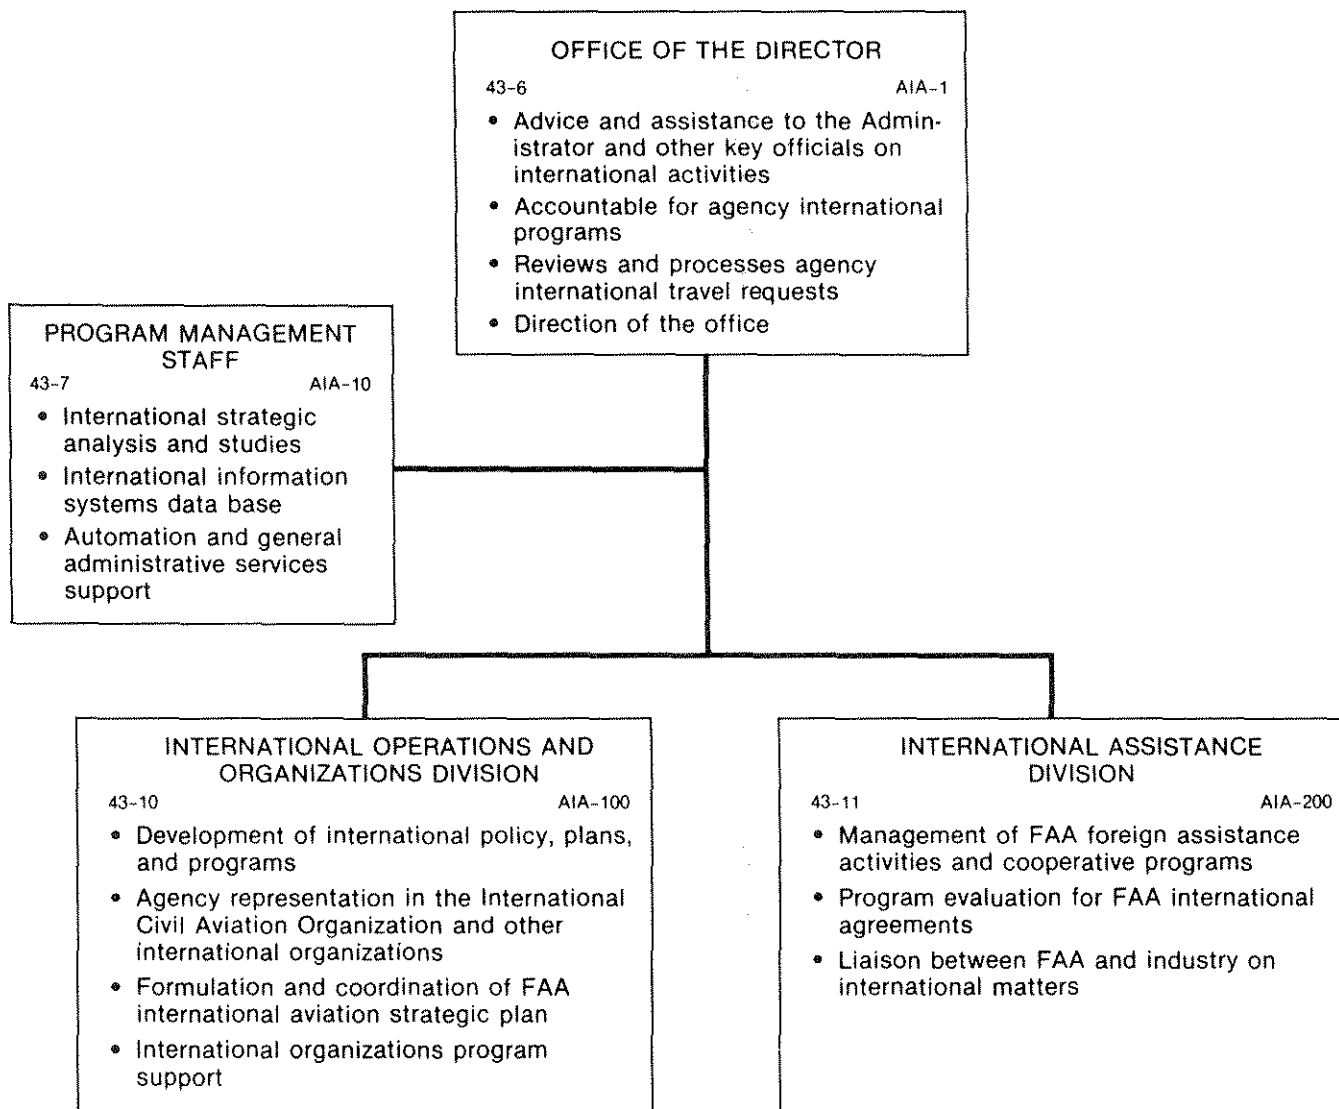 OFFICE OF THE DIRECTOR
43-6 AIA-1
• Advice and assistance to the Admin-
istrator and other key officials on
international activities
• Accountable for agency international
programs
• Reviews and processes agency
international travel requests
• Direction of the office
PROGRAM MANAGEMENT
STAFF
43-7 AIA-10
• International strategic
analysis and studies
• International information
systems data base
• Automation and general
administrative services
support
INTERNATIONAL OPERATIONS AND
ORGANIZATIONS DIVISION
43-10 AIA-100
• Development of international policy, plans,
and programs
• Agency representation in the International
Civil Aviation Organization and other
international organizations
• Formulation and coordination of FAA
international aviation strategic plan
• International organizations program
support
INTERNATIONAL ASSISTANCE
DIVISION
43-11 AIA-200
• Management of FAA foreign assistance
activities and cooperative programs
• Program evaluation for FAA international
agreements
• Liaison between FAA and industry on
international matters